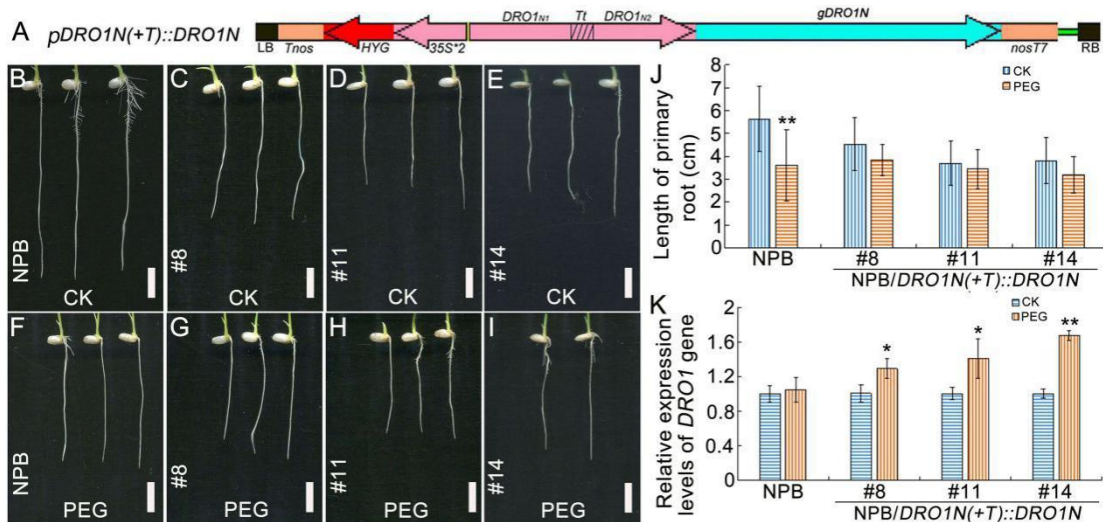 A
pDRO1N(+T)::DRO1N
DRO1N1 Tt DRO1N2 gDRO1N
LB Tnos HYG 35S*2 nosT7 RB
B NPB CK
C #8 CK
D #11 CK
E #14 CK
F NPB PEG
G #8 PEG
H #11 PEG
I #14 PEG
J
Length of primary
root (cm)
8
7
6
5
4
3
2
1
0
CK
PEG
**
NPB #8 #11 #14
NPB/DRO1N(+T)::DRO1N
K
Relative expression
levels of DRO1 gene
2
1.6
1.2
0.8
0.4
0
CK
PEG
* * **
NPB #8 #11 #14
NPB/DRO1N(+T)::DRO1N